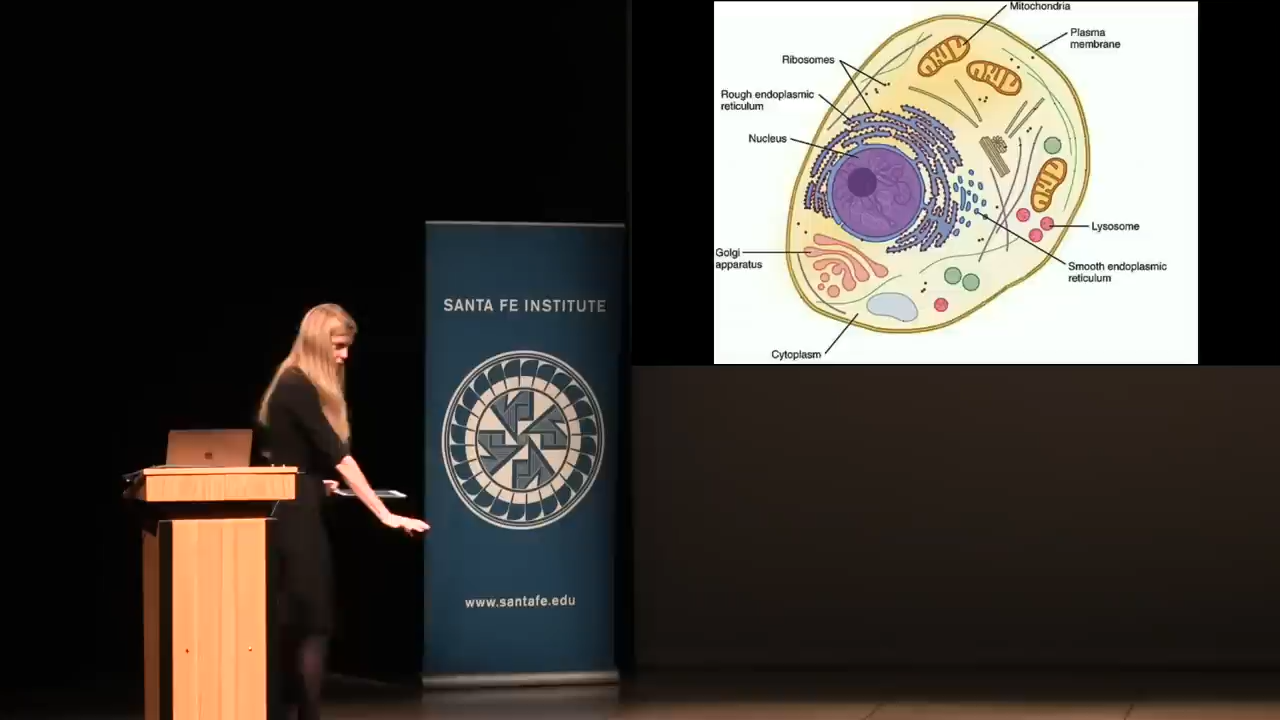 Mitochondria
Plasma
membrane
Ribosomes
Rough endoplasmic
reticulum
Nucleus
Lysosome
Golgi
apparatus
Smooth endoplasmic
reticulum
Cytoplasm
SANTA FE INSTITUTE
www.santafe.edu